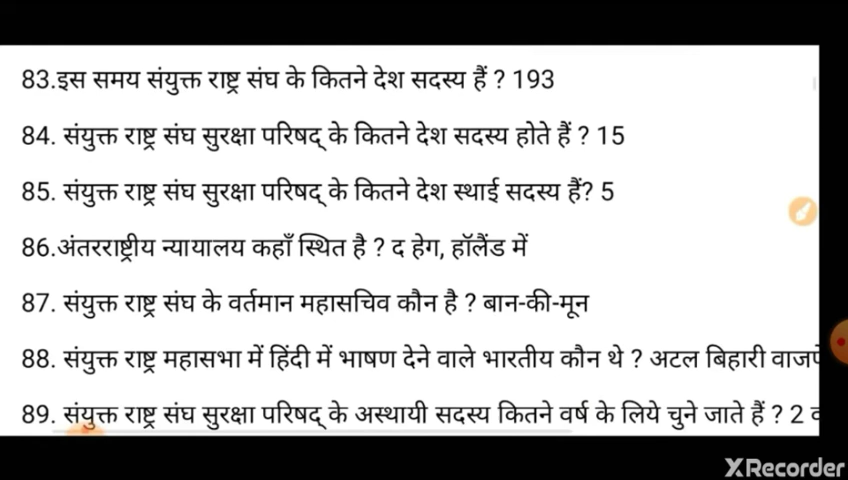 83.इस समय संयुक्त राष्ट्र संघ के कितने देश सदस्य हैं ? 193
84. संयुक्त राष्ट्र संघ सुरक्षा परिषद् के कितने देश सदस्य होते हैं ? 15
85. संयुक्त राष्ट्र संघ सुरक्षा परिषद् के कितने देश स्थाई सदस्य हैं? 5
86.अंतरराष्ट्रीय न्यायालय कहाँ स्थित है ? द हेग, हॉलैंड में
87. संयुक्त राष्ट्र संघ के वर्तमान महासचिव कौन है ? बान-की-मून
88. संयुक्त राष्ट्र महासभा में हिंदी में भाषण देने वाले भारतीय कौन थे ? अटल बिहारी
89. संयुक्त राष्ट्र संघ सुरक्षा परिषद् के अस्थायी सदस्य कितने वर्ष के लिये चुने जाते हैं ? 2
XRecorder